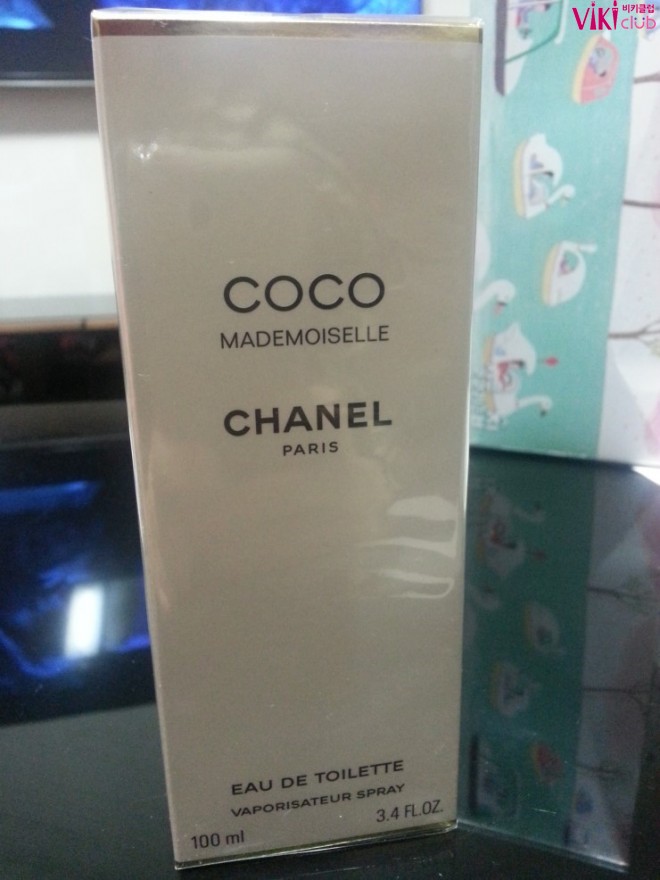 VIKI 비키클럽
club
COCO
MADEMOISELLE
CHANEL
PARIS
EAU DE TOILETTE
VAPORISATEUR SPRAY
100 ml 3.4 FL.OZ.